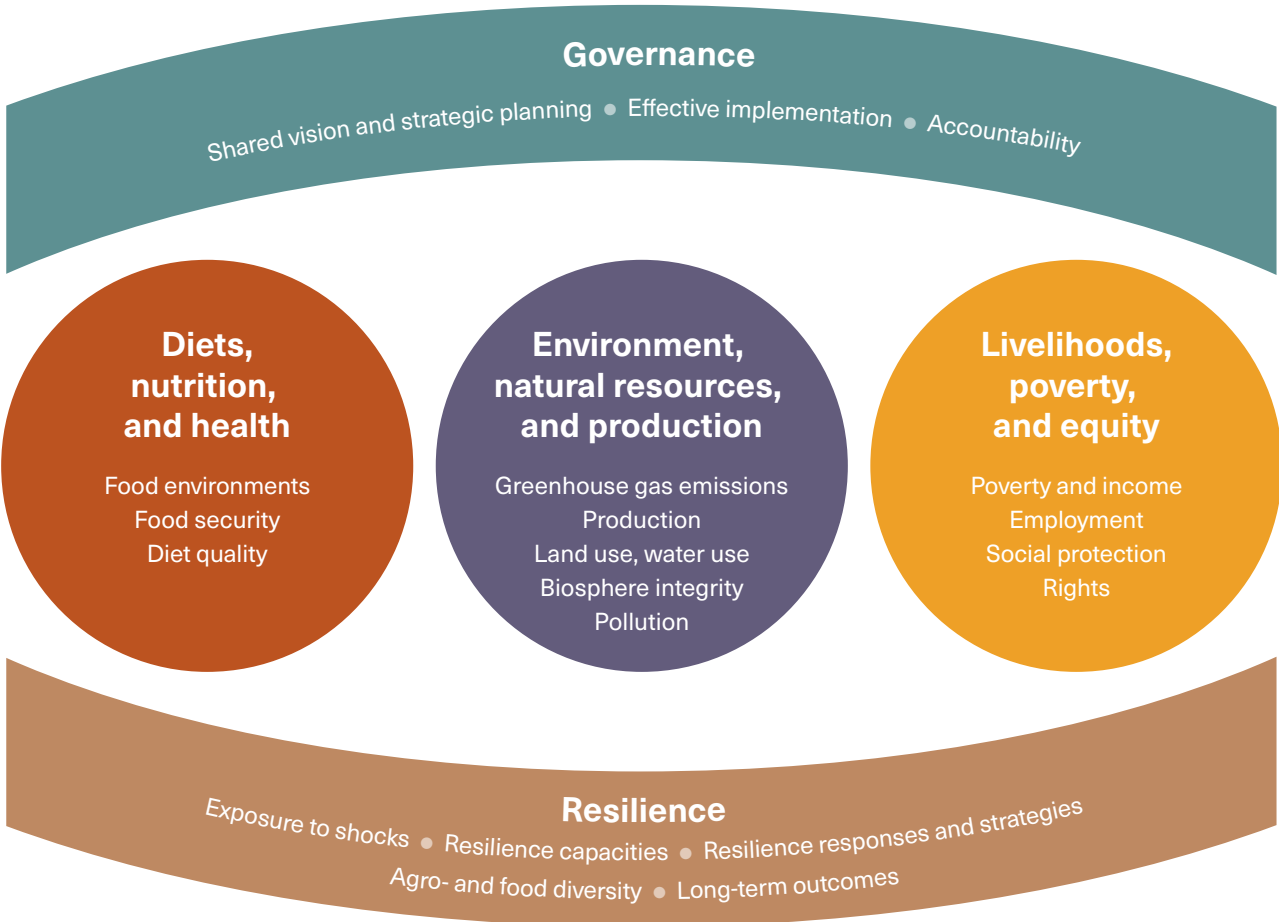 Governance
Shared vision and strategic planning ● Effective implementation ● Accountability
Diets,
nutrition,
and health
Food environments
Food security
Diet quality
Environment,
natural resources,
and production
Greenhouse gas emissions
Production
Land use, water use
Biosphere integrity
Pollution
Livelihoods,
poverty,
and equity
Poverty and income
Employment
Social protection
Rights
Resilience
Exposure to shocks ● Resilience capacities ● Resilience responses and strategies
Agro- and food diversity ● Long-term outcomes